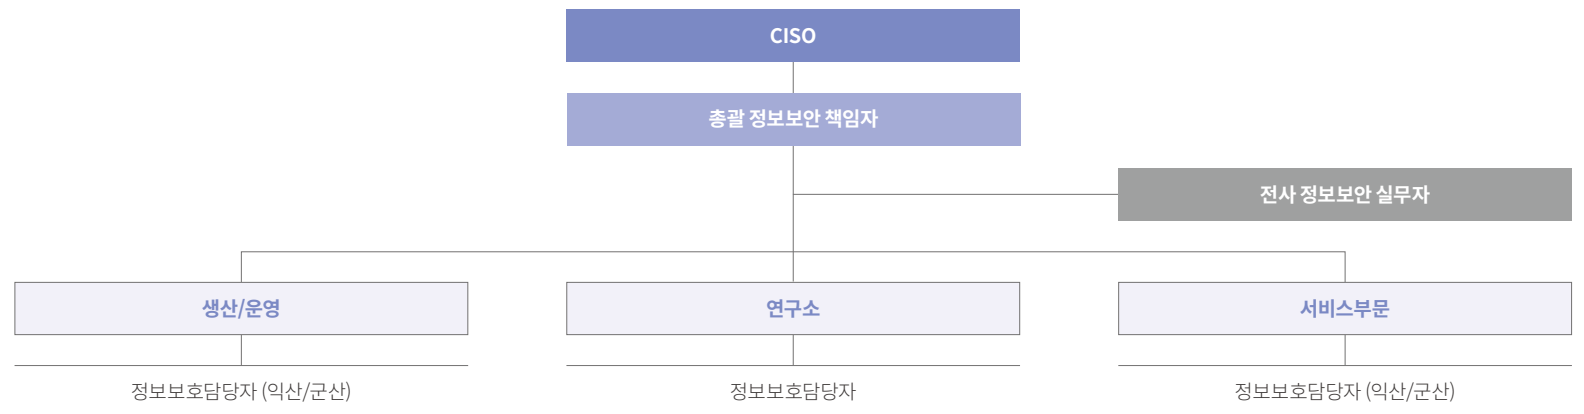 CISO
총괄 정보보안 책임자
전사 정보보안 실무자
생산/운영
연구소
서비스부문
정보보호담당자 (익산/군산)
정보보호담당자
정보보호담당자 (익산/군산)